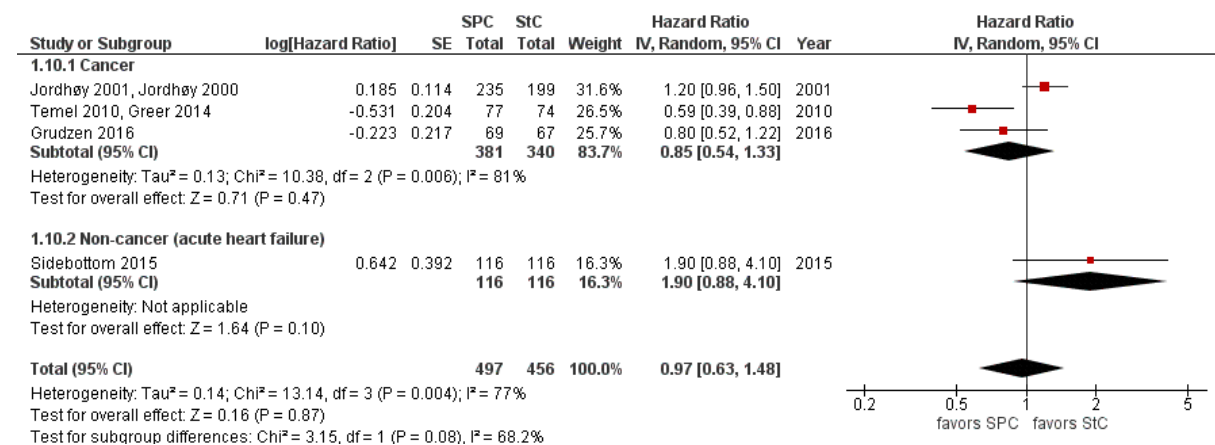 SPC StC Hazard Ratio Hazard Ratio
Study or Subgroup log[Hazard Ratio] SE Total Total Weight IV, Random, 95% CI Year IV, Random, 95% CI
1.10.1 Cancer
Jordhøy 2001, Jordhøy 2000 0.185 0.114 235 199 31.6% 1.20 [0.96, 1.50] 2001
Temel 2010, Greer 2014 -0.531 0.204 77 74 26.5% 0.59 [0.39, 0.88] 2010
Grudzen 2016 -0.223 0.217 69 67 25.7% 0.80 [0.52, 1.22] 2016
Subtotal (95% CI) 381 340 83.7% 0.85 [0.54, 1.33]
Heterogeneity: Tau² = 0.13; Chi² = 10.38, df = 2 (P = 0.006); I² = 81%
Test for overall effect: Z = 0.71 (P = 0.47)
1.10.2 Non-cancer (acute heart failure)
Sidebottom 2015 0.642 0.392 116 116 16.3% 1.90 [0.88, 4.10] 2015
Subtotal (95% CI) 116 116 16.3% 1.90 [0.88, 4.10]
Heterogeneity: Not applicable
Test for overall effect: Z = 1.64 (P = 0.10)
Total (95% CI) 497 456 100.0% 0.97 [0.63, 1.48]
Heterogeneity: Tau² = 0.14; Chi² = 13.14, df = 3 (P = 0.004); I² = 77%
Test for overall effect: Z = 0.16 (P = 0.87)
Test for subgroup differences: Chi² = 3.15, df = 1 (P = 0.08), I² = 68.2%
0.2 0.5 1 2 5
favors SPC favors StC